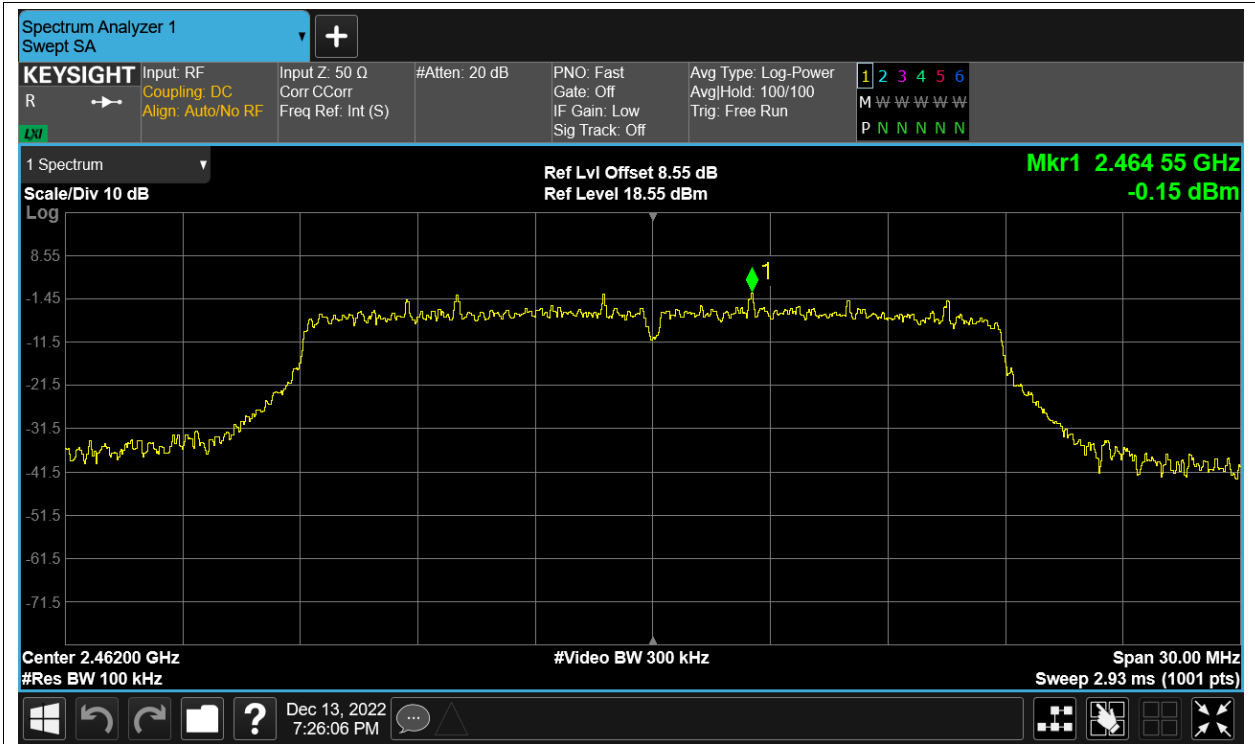 Spectrum Analyzer 1
Swept SA
KEYSIGHT
R
LXI
Input: RF
Coupling: DC
Align: Auto/No RF
Input Z: 50 Ω
Corr CCorr
Freq Ref: Int (S)
#Atten: 20 dB
PNO: Fast
Gate: Off
IF Gain: Low
Sig Track: Off
Avg Type: Log-Power
Avg|Hold: 100/100
Trig: Free Run
1 2 3 4 5 6
M W W W W W
P N N N N N
1 Spectrum
Scale/Div 10 dB
Log
Ref Lvl Offset 8.55 dB
Ref Level 18.55 dBm
Mkr1 2.464 55 GHz
-0.15 dBm
1
8.55
-1.45
-11.5
-21.5
-31.5
-41.5
-51.5
-61.5
-71.5
Center 2.46200 GHz
#Res BW 100 kHz
#Video BW 300 kHz
Span 30.00 MHz
Sweep 2.93 ms (1001 pts)
?
Dec 13, 2022
7:26:06 PM